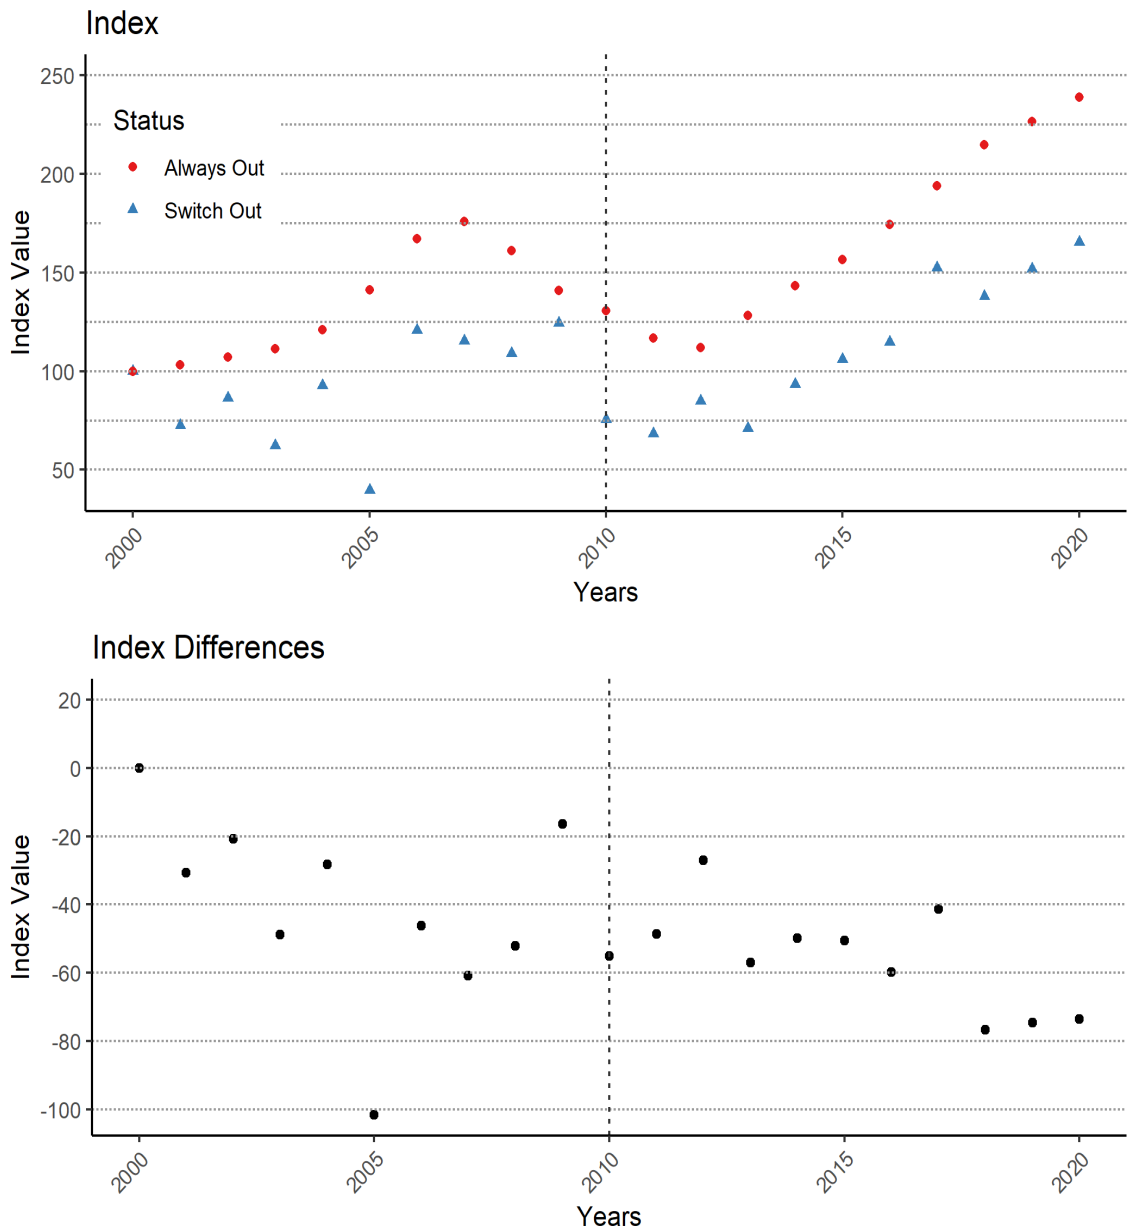 Index
Index Value
250
200
150
100
50
Status
Always Out
Switch Out
2000
2005
2010
2015
2020
Years
Index Differences
Index Value
20
0
-20
-40
-60
-80
-100
2000
2005
2010
2015
2020
Years